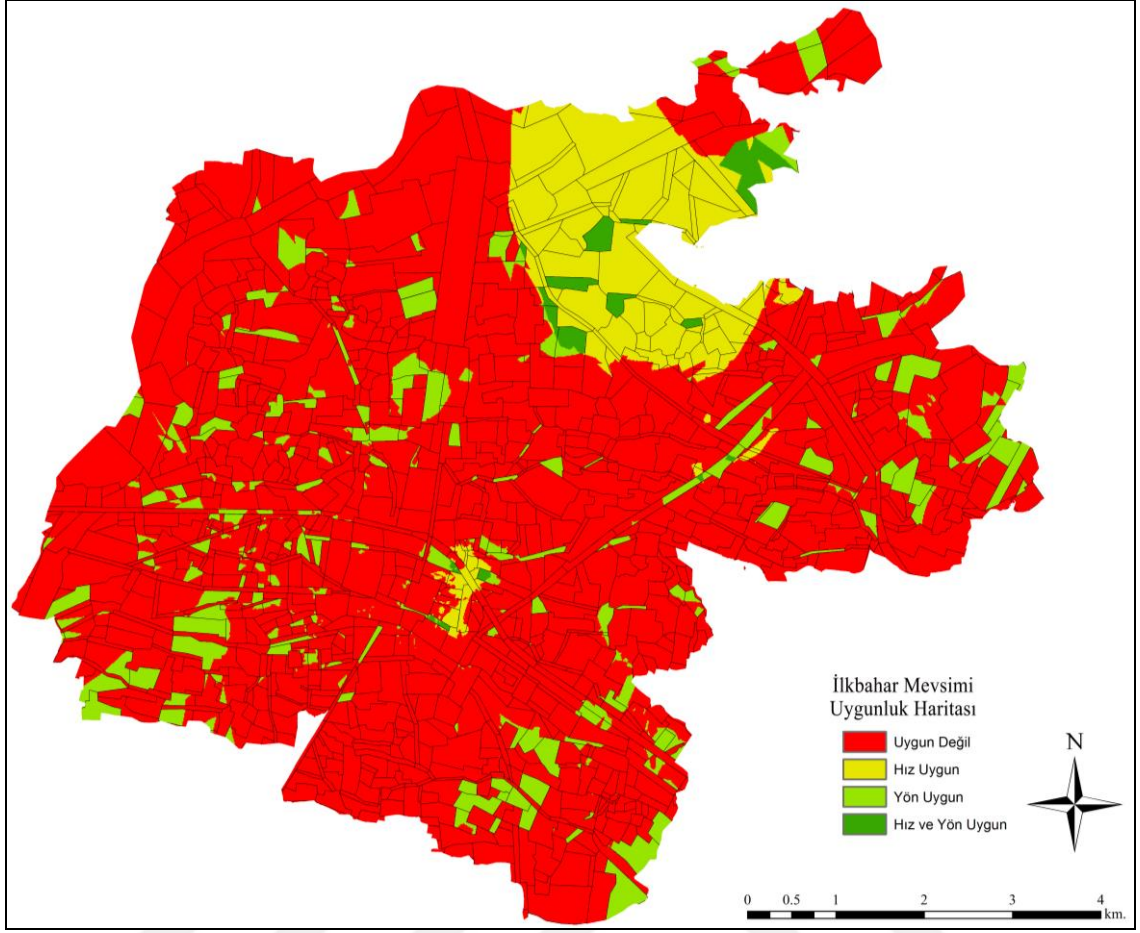 İlkbahar Mevsimi
Uygunluk Haritası
Uygun Değil
Hız Uygun
Yön Uygun
Hız ve Yön Uygun
N
0 0.5 1 2 3 4
km.